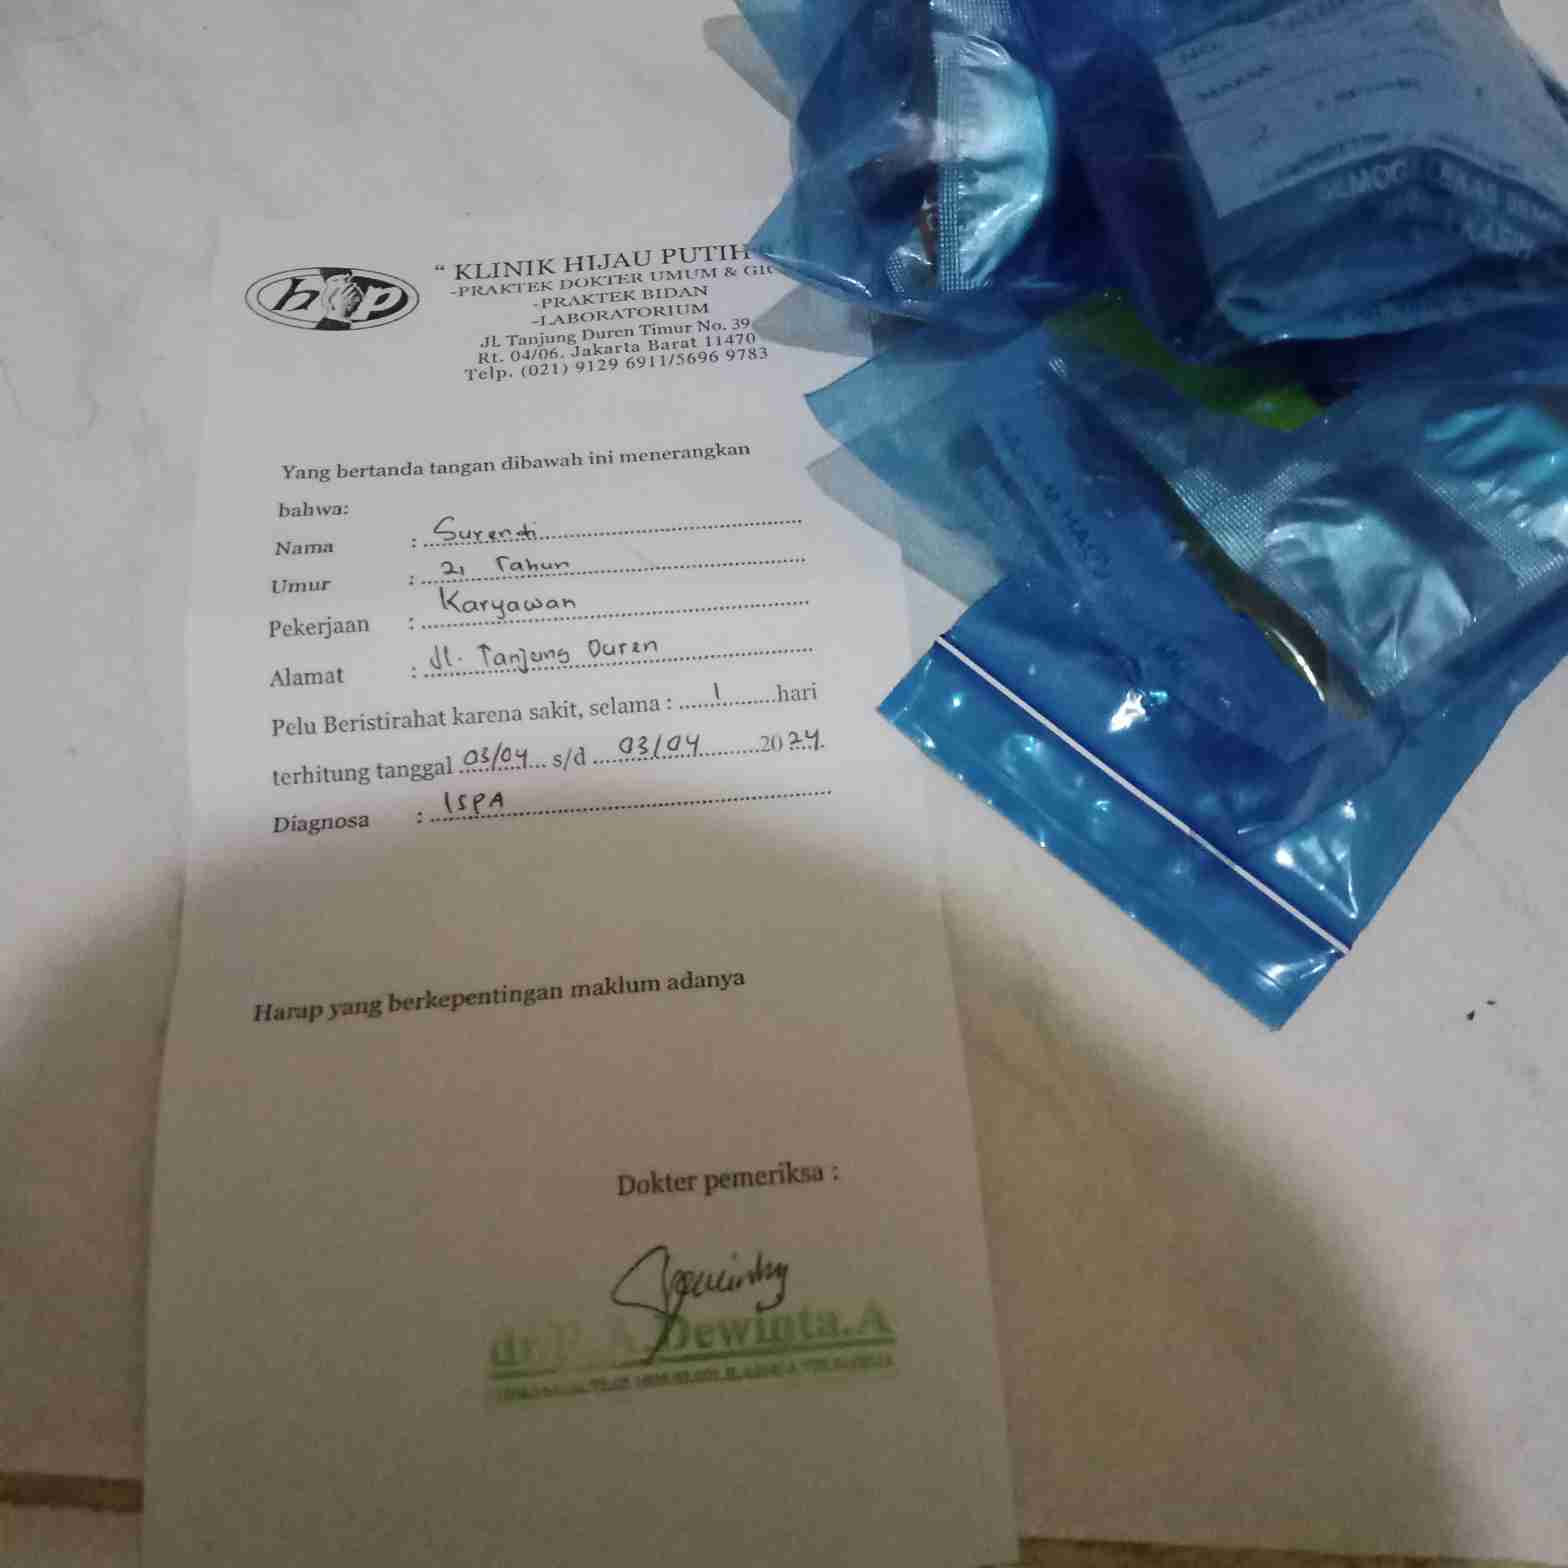 hp
“ KLINIK HIJAU PUTIH
-PRAKTEK DOKTER UMUM & GIG
-PRAKTEK BIDAN
-LABORATORIUM
Jl. Tanjung Duren Timur No. 39
Rt. 04/06. Jakarta Barat 11470
Telp. (021) 9129 6911/5696 9783
Yang bertanda tangan dibawah ini menerangkan
bahwa:
Nama : Surenti
Umur : 21 Tahun
Pekerjaan : Karyawan
Alamat : Jl. Tanjung Duren
Pelu Beristirahat karena sakit, selama : 1 hari
terhitung tanggal 03/04 s/d 03/04 2024.
Diagnosa : ISPA
Harap yang berkepentingan maklum adanya
Dokter pemeriksa :
Dewinta.A